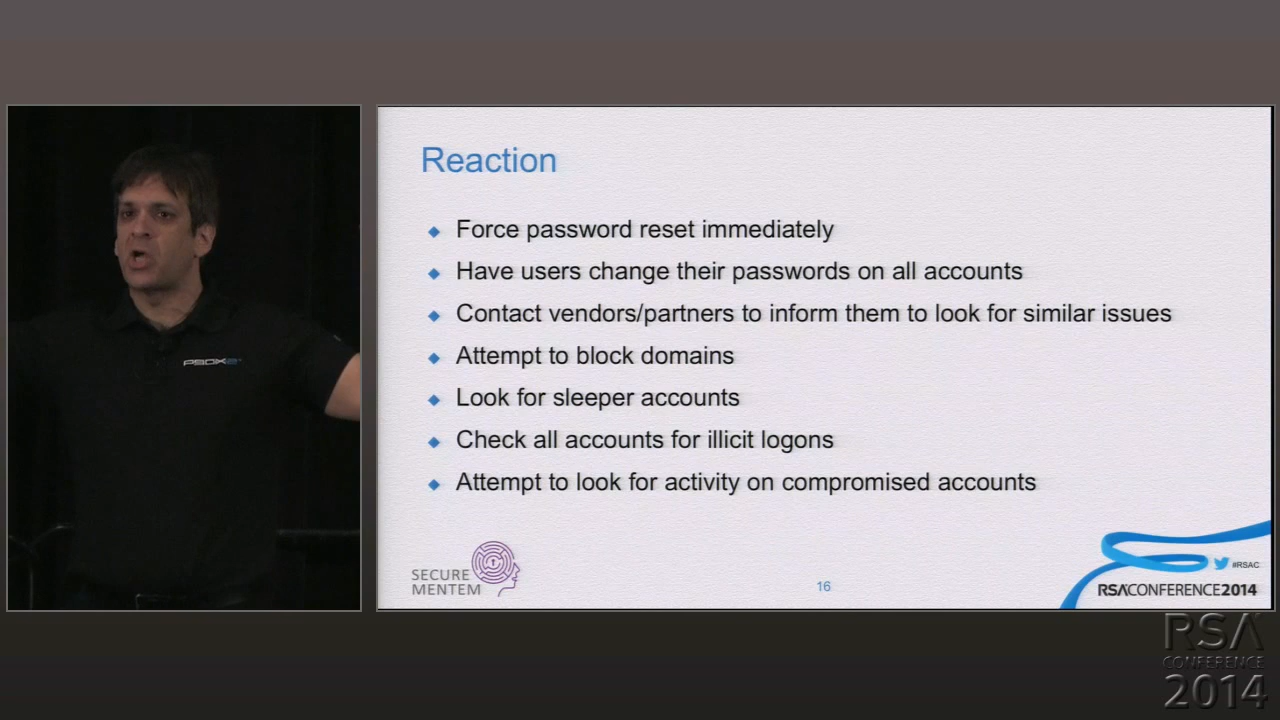 Reaction
Force password reset immediately
Have users change their passwords on all accounts
Contact vendors/partners to inform them to look for similar issues
Attempt to block domains
Look for sleeper accounts
Check all accounts for illicit logons
Attempt to look for activity on compromised accounts
SECURE
MENTEM
16
#RSAC
RSACONFERENCE2014
RSA
CONFERENCE
2014